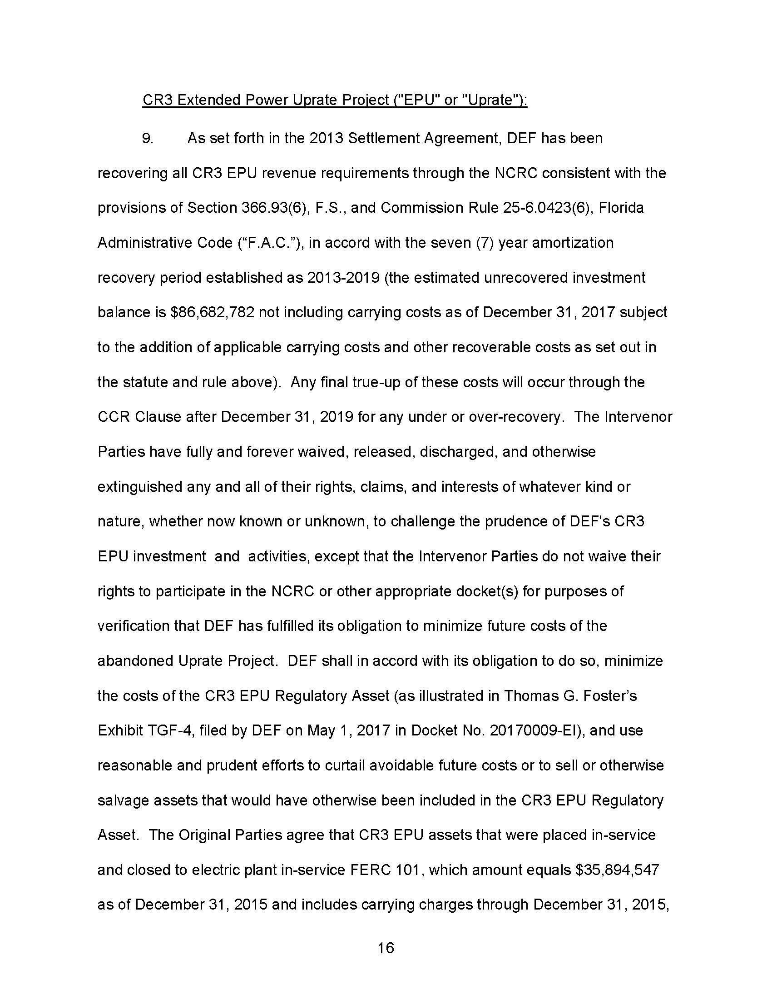 CR3 Extended Power Uprate Project ("EPU" or "Uprate"):
9. As set forth in the 2013 Settlement Agreement, DEF has been
recovering all CR3 EPU revenue requirements through the NCRC consistent with the
provisions of Section 366.93(6), F.S., and Commission Rule 25-6.0423(6), Florida
Administrative Code (“F.A.C.”), in accord with the seven (7) year amortization
recovery period established as 2013-2019 (the estimated unrecovered investment
balance is $86,682,782 not including carrying costs as of December 31, 2017 subject
to the addition of applicable carrying costs and other recoverable costs as set out in
the statute and rule above).  Any final true-up of these costs will occur through the
CCR Clause after December 31, 2019 for any under or over-recovery.  The Intervenor
Parties have fully and forever waived, released, discharged, and otherwise
extinguished any and all of their rights, claims, and interests of whatever kind or
nature, whether now known or unknown, to challenge the prudence of DEF's CR3
EPU investment  and  activities, except that the Intervenor Parties do not waive their
rights to participate in the NCRC or other appropriate docket(s) for purposes of
verification that DEF has fulfilled its obligation to minimize future costs of the
abandoned Uprate Project.  DEF shall in accord with its obligation to do so, minimize
the costs of the CR3 EPU Regulatory Asset (as illustrated in Thomas G. Foster’s
Exhibit TGF-4, filed by DEF on May 1, 2017 in Docket No. 20170009-EI), and use
reasonable and prudent efforts to curtail avoidable future costs or to sell or otherwise
salvage assets that would have otherwise been included in the CR3 EPU Regulatory
Asset.  The Original Parties agree that CR3 EPU assets that were placed in-service
and closed to electric plant in-service FERC 101, which amount equals $35,894,547
as of December 31, 2015 and includes carrying charges through December 31, 2015,
16